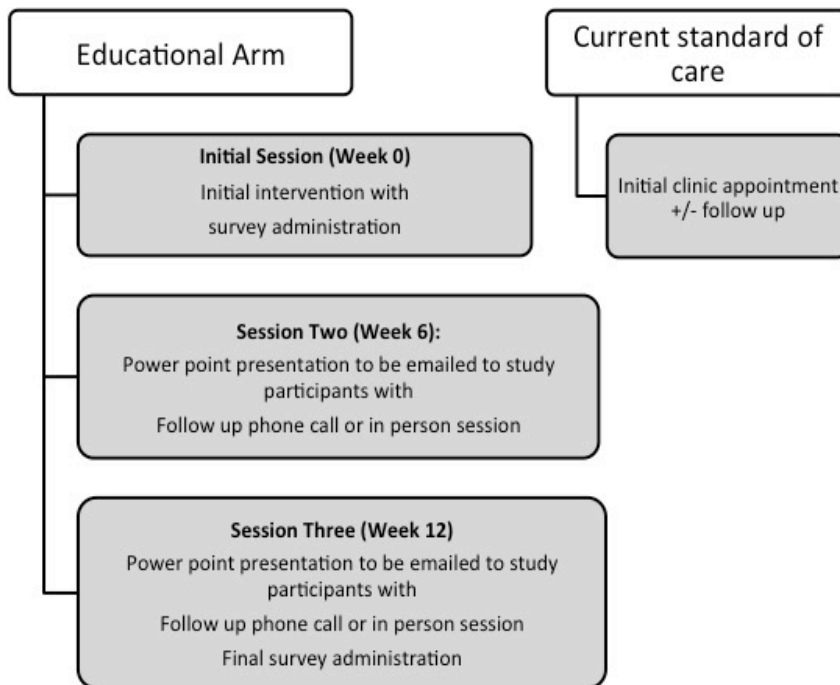 Educational Arm
Initial Session (Week 0)
Initial intervention with
survey administration
Session Two (Week 6):
Power point presentation to be emailed to study
participants with
Follow up phone call or in person session
Session Three (Week 12)
Power point presentation to be emailed to study
participants with
Follow up phone call or in person session
Final survey administration
Current standard of
care
Initial clinic appointment
+/- follow up